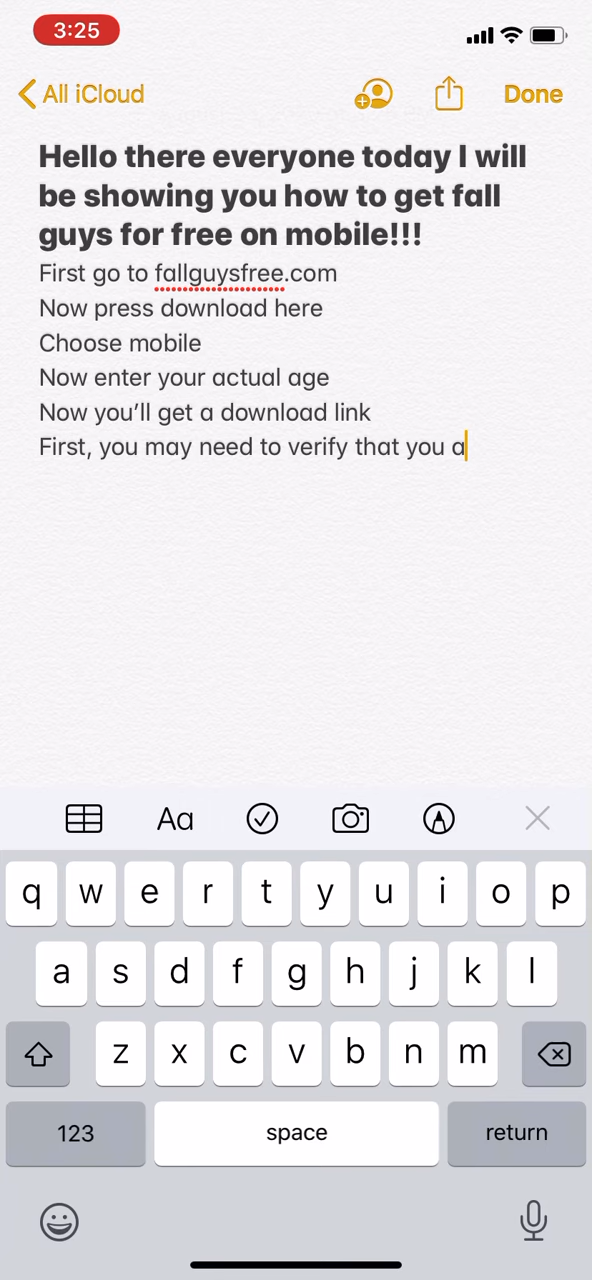 3:25
All iCloud
Done
Hello there everyone today I will
be showing you how to get fall
guys for free on mobile!!!
First go to fallguysfree.com
Now press download here
Choose mobile
Now enter your actual age
Now you’ll get a download link
First, you may need to verify that you a
Aa
q w e r t y u i o p
a s d f g h j k l
z x c v b n m
123 space return